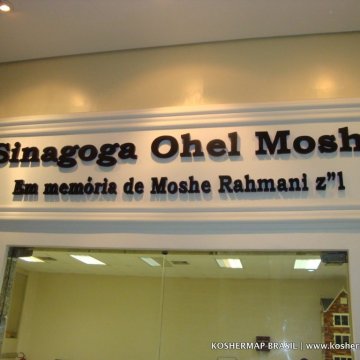 Sinagoga Ohel Mosh
Em memória de Moshe Rahmani z"l
KOSHERMAP BRASIL | www.kosher